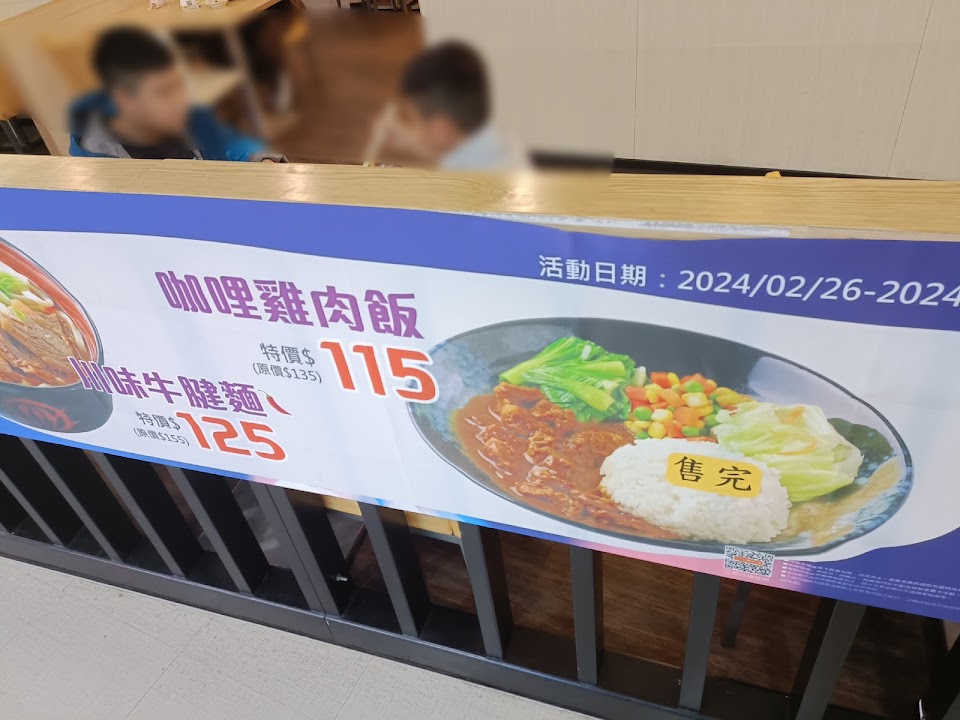 活動日期：2024/02/26-2024
咖哩雞肉飯
特價$115
(原價$135)
川味牛腱麵
特價$125
(原價$155)
售完